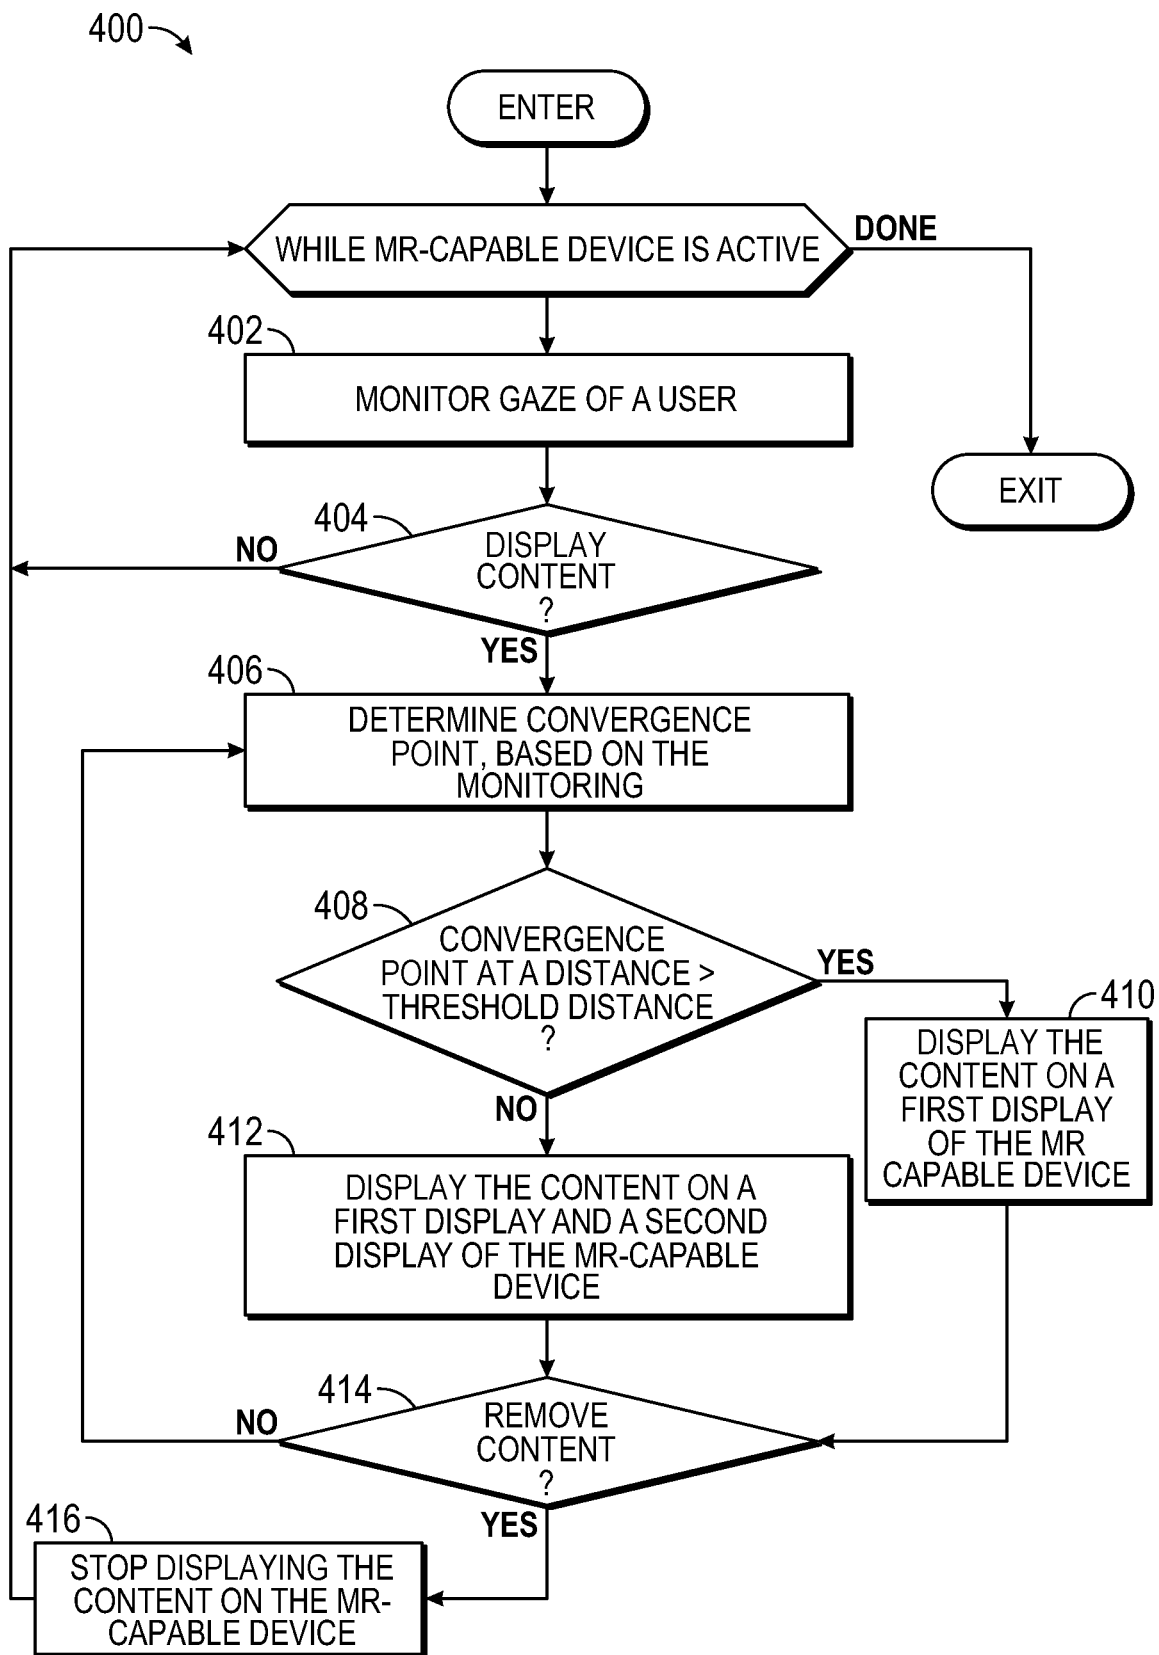 400
ENTER
WHILE MR-CAPABLE DEVICE IS ACTIVE
DONE
402
MONITOR GAZE OF A USER
EXIT
404
NO
DISPLAY
CONTENT
?
YES
406
DETERMINE CONVERGENCE
POINT, BASED ON THE
MONITORING
408
CONVERGENCE
POINT AT A DISTANCE >
THRESHOLD DISTANCE
?
YES
410
DISPLAY THE
CONTENT ON A
FIRST DISPLAY
OF THE MR
CAPABLE DEVICE
NO
412
DISPLAY THE CONTENT ON A
FIRST DISPLAY AND A SECOND
DISPLAY OF THE MR-CAPABLE
DEVICE
414
NO
REMOVE
CONTENT
?
YES
416
STOP DISPLAYING THE
CONTENT ON THE MR-
CAPABLE DEVICE